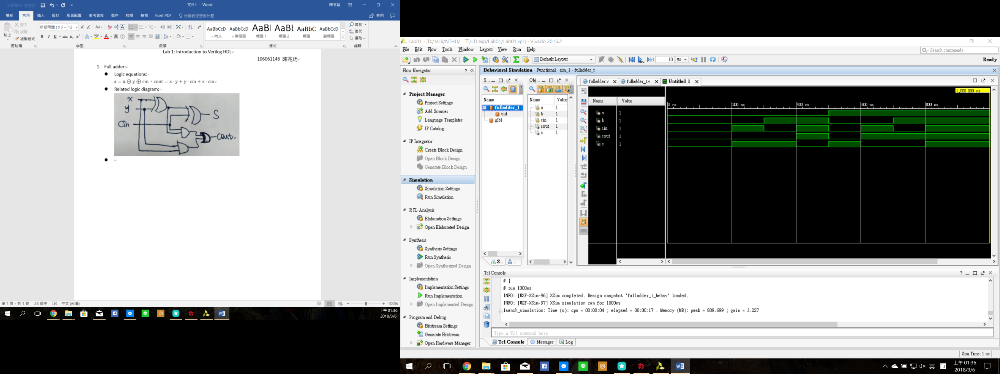 自動儲存
文件1 - Word
陳兆廷
檔案 常用 插入 設計 版面配置 參考資料 郵件 校閱 檢視 Foxit PDF 告訴我您想做什麼 共用
貼上
剪下
複製
複製格式
新細明體 (本文 12
AaBbCcD AaBbCcD AaB AaBb AaBbC AaBbCcD
內文 無間距 標題 1 標題 2 標題 副標題
尋找
取代
選取
剪貼簿 字型 段落 樣式 編輯
Lab 1: Introduction to Verilog HDL
106061146 陳兆廷
1. Full adder:
● Logic equations:
s = x ⊕ y ⊕ cin、cout = x · y + y · cin + x · cin
● Related logic diagram:
x
y
Cin
S
Cout.
第 1 頁，共 1 頁 23 個字 中文 (台灣) 100%
上午 01:36
2018/3/6
Lab01 - [D:/Jack/NTHU/一下/LD exp/Lab01/Lab01.xpr] - Vivado 2016.2
File Edit Flow Tools Window Layout View Run Help
Search commands
Default Layout 10 us Ready
Flow Navigator
Project Manager
Project Settings
Add Sources
Language Templates
IP Catalog
IP Integrator
Create Block Design
Open Block Design
Generate Block Design
Simulation
Simulation Settings
Run Simulation
RTL Analysis
Elaboration Settings
Open Elaborated Design
Synthesis
Synthesis Settings
Run Synthesis
Open Synthesized Design
Implementation
Implementation Settings
Run Implementation
Open Implemented Design
Program and Debug
Bitstream Settings
Generate Bitstream
Open Hardware Manager
Behavioral Simulation - Functional - sim_1 - fulladder_t
S...
Name
fulladder_t
uut
glbl
S..
Obj...
Name Value
a 1
b 1
cin 1
cout 1
s 1
fulladder.v fulladder_t.v Untitled 1
1,000.000 ns
Name Value
0 ns 200 ns 400 ns 600 ns 800 ns
a 1
b 1
cin 1
cout 1
s 1
Tcl Console
# }
# run 1000ns
INFO: [USF-XSim-96] XSim completed. Design snapshot 'fulladder_t_behav' loaded.
INFO: [USF-XSim-97] XSim simulation ran for 1000ns
launch_simulation: Time (s): cpu = 00:00:04 ; elapsed = 00:00:17 . Memory (MB): peak = 809.699 ; gain = 3.227
Type a Tcl command here
Tcl Console Messages Log
Sim Time: 1 us
英
上午 01:36
2018/3/6